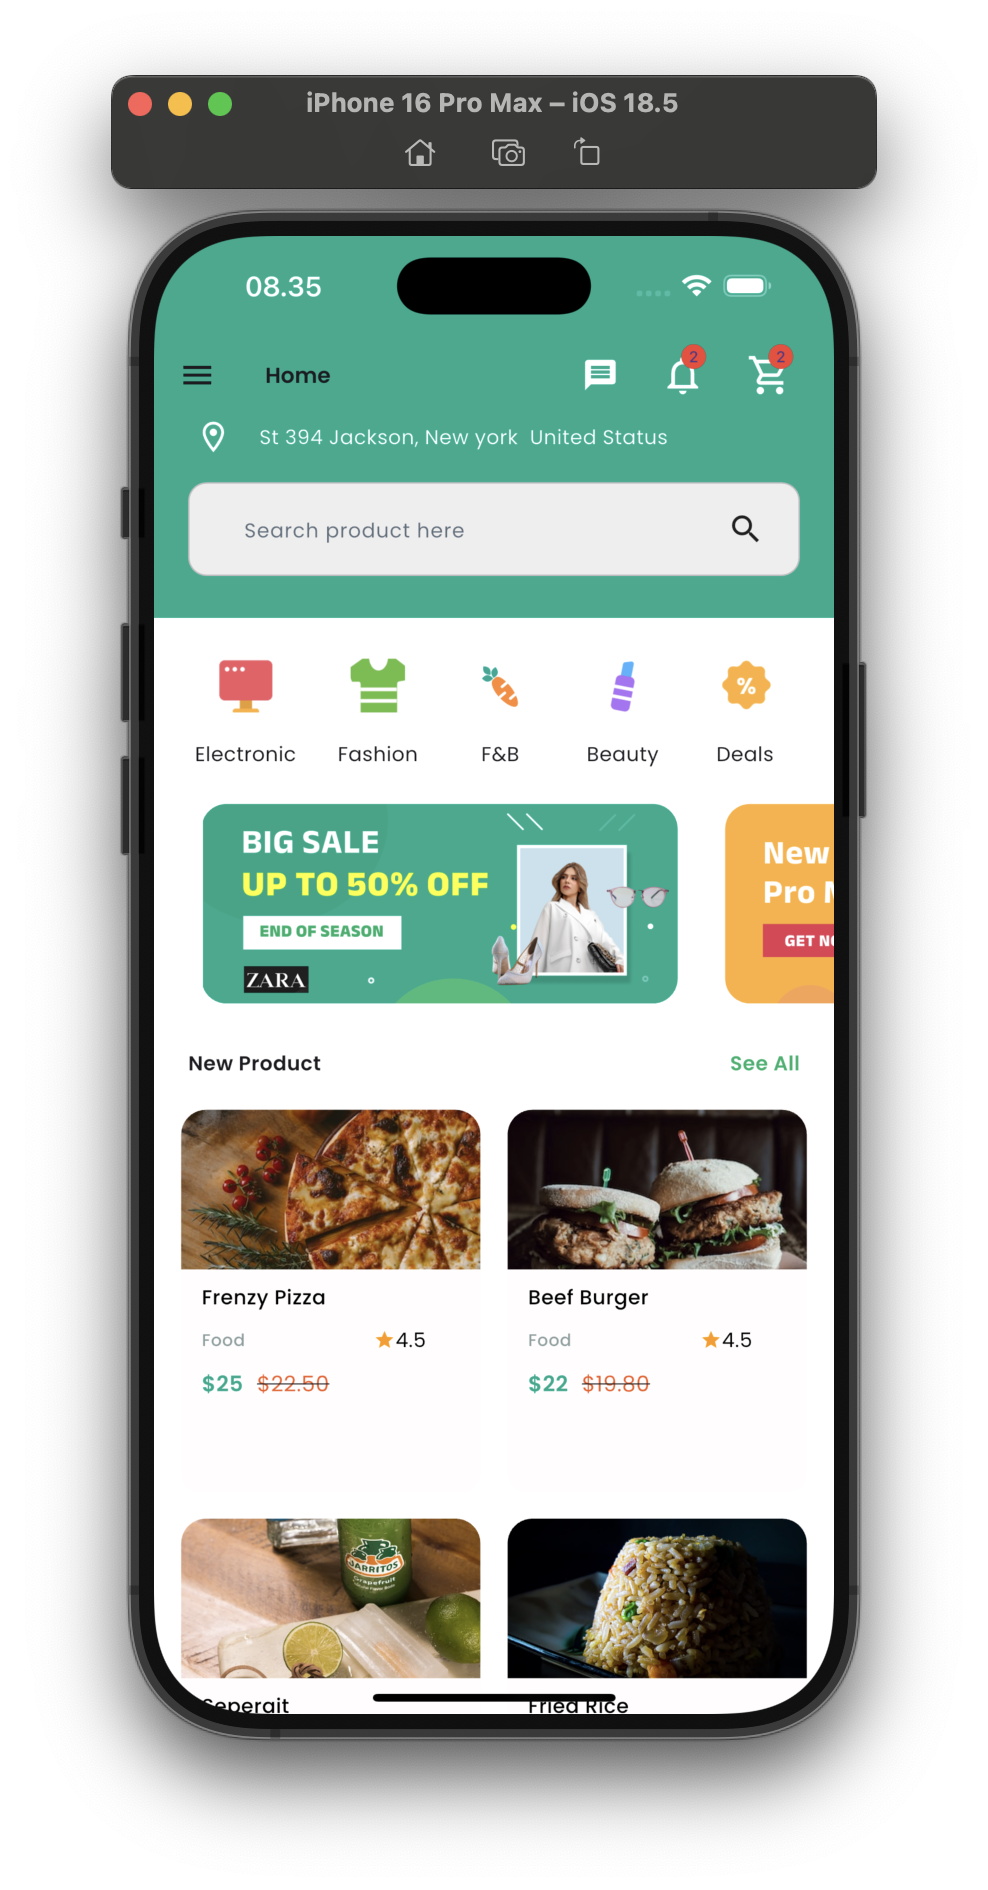 iPhone 16 Pro Max – iOS 18.5
08.35
Home
2
2
St 394 Jackson, New york  United Status
Search product here
Electronic
Fashion
F&B
%
Beauty
Deals
BIG SALE
UP TO 50% OFF
END OF SEASON
ZARA
New
Pro M
GET NO
New Product
See All
Frenzy Pizza
Food
4.5
$25 $22.50
Beef Burger
Food
4.5
$22 $19.80
JARRITOS
Grapefruit
Seperait
Fried Rice